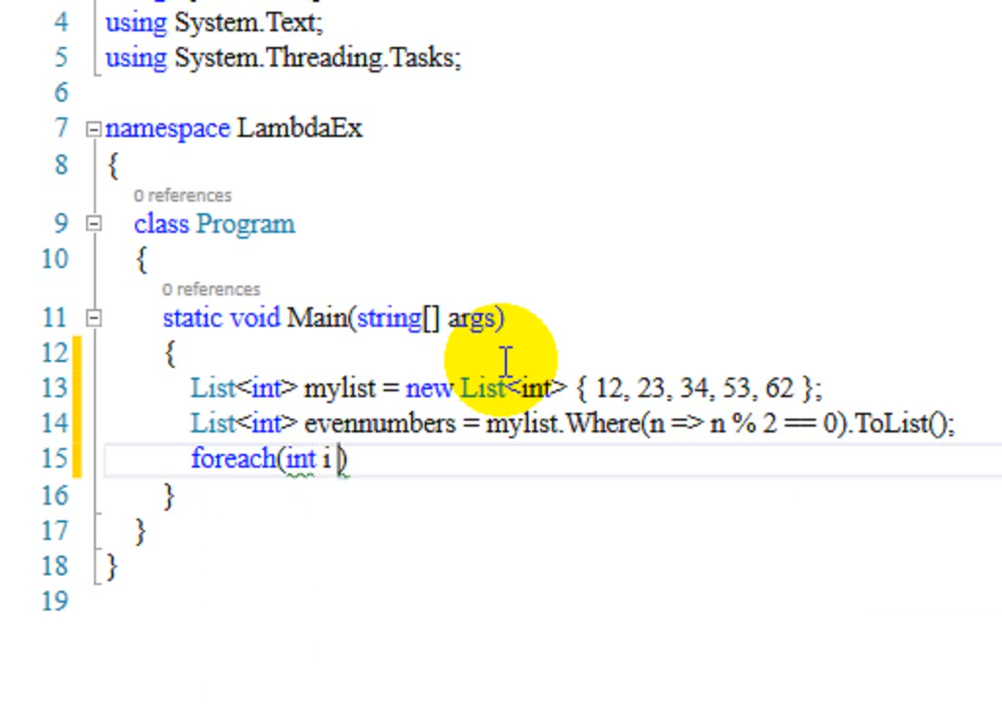 4 using System.Text;
5 using System.Threading.Tasks;
6
7 namespace LambdaEx
8 {
0 references
9 class Program
10 {
0 references
11 static void Main(string[] args)
12 {
13 List<int> mylist = new List<int> { 12, 23, 34, 53, 62 };
14 List<int> evennumbers = mylist.Where(n => n % 2 == 0).ToList();
15 foreach(int i )
16 }
17 }
18 }
19